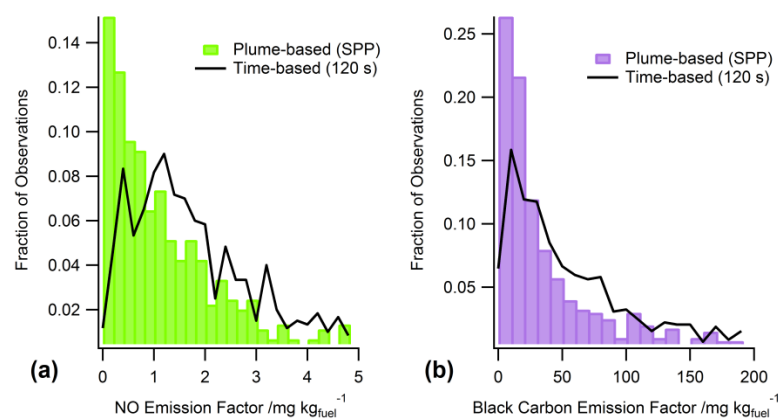 0.14
0.12
0.10
0.08
0.06
0.04
0.02
Fraction of Observations
Plume-based (SPP)
Time-based (120 s)
0
1
2
3
4
5
(a)
NO Emission Factor /mg kg_fuel^-1
0.25
0.20
0.15
0.10
0.05
Fraction of Observations
Plume-based (SPP)
Time-based (120 s)
0
50
100
150
200
(b)
Black Carbon Emission Factor /mg kg_fuel^-1